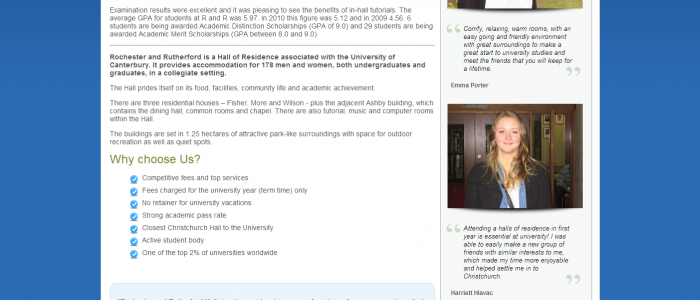 Examination results were excellent and it was pleasing to see the benefits of in-hall tutorials. The
average GPA for students at R and R was 5.97. In 2010 this figure was 5.12 and in 2009 4.56. 6
students are being awarded Academic Distinction Scholarships (GPA of 9.0) and 29 students are being
awarded Academic Merit Scholarships (GPA between 8.0 and 9.0)
Rochester and Rutherford is a Hall of Residence associated with the University of
Canterbury. It provides accommodation for 178 men and women, both undergraduates and
graduates, in a collegiate setting.
The Hall prides itself on its food, facilities, community life and academic achievement.
There are three residential houses – Fisher, More and Wilson - plus the adjacent Ashby building, which
contains the dining hall, common rooms and chapel. There are also tutorial, music and computer rooms
within the Hall.
The buildings are set in 1.25 hectares of attractive park-like surroundings with space for outdoor
recreation as well as quiet spots.
Why choose Us?
Competitive fees and top services
Fees charged for the university year (term time) only
No retainer for university vacations
Strong academic pass rate
Closest Christchurch Hall to the University
Active student body
One of the top 2% of universities worldwide
“ Comfy, relaxing, warm rooms, with an
easy going and friendly environment
with great surroundings to make a
great start to university studies and
meet the friends that you will keep for
a lifetime. ”
Emma Porter
“ Attending a halls of residence in first
year is essential at university! I was
able to easily make a new group of
friends with similar interests to me,
which made my time more enjoyable
and helped settle me in to
Christchurch. ”
Harriett Hlavac